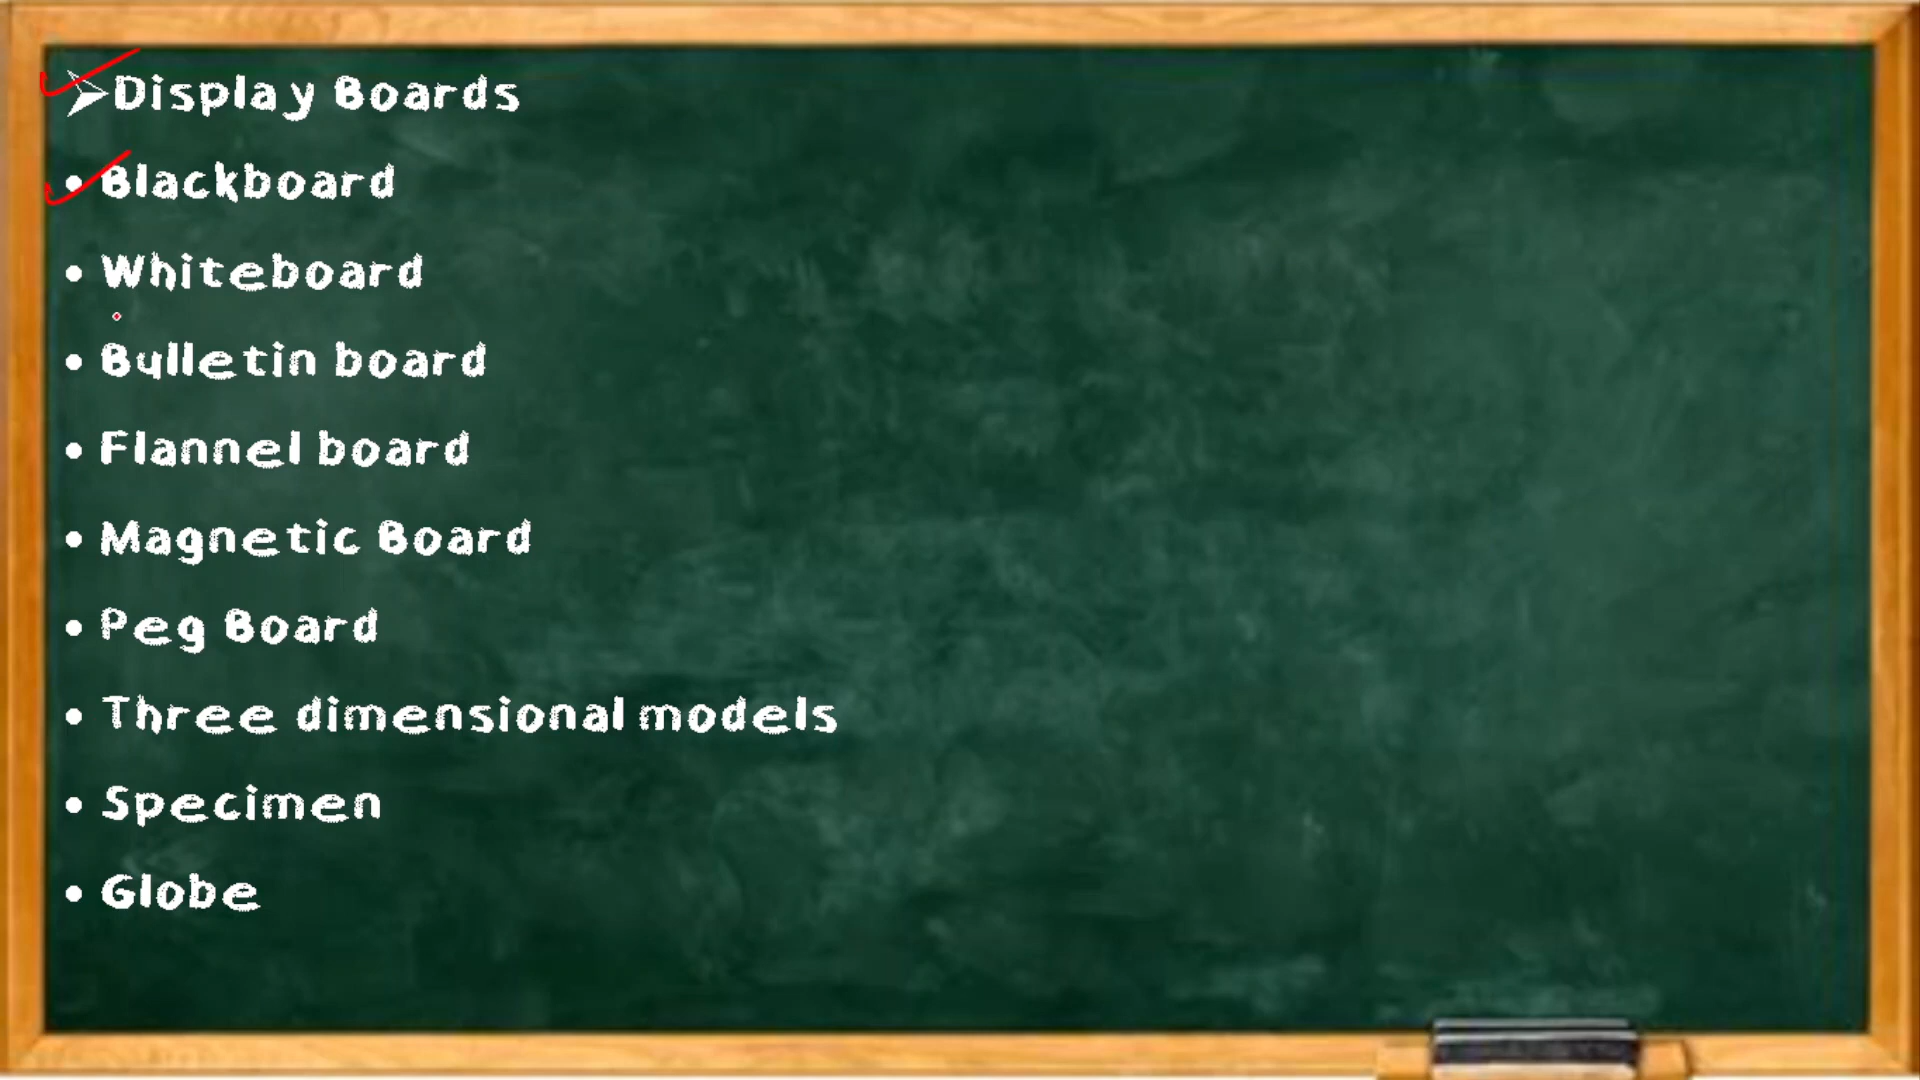 ➢Display Boards
• Blackboard
• Whiteboard
• Bulletin board
• Flannel board
• Magnetic Board
• Peg Board
• Three dimensional models
• Specimen
• Globe